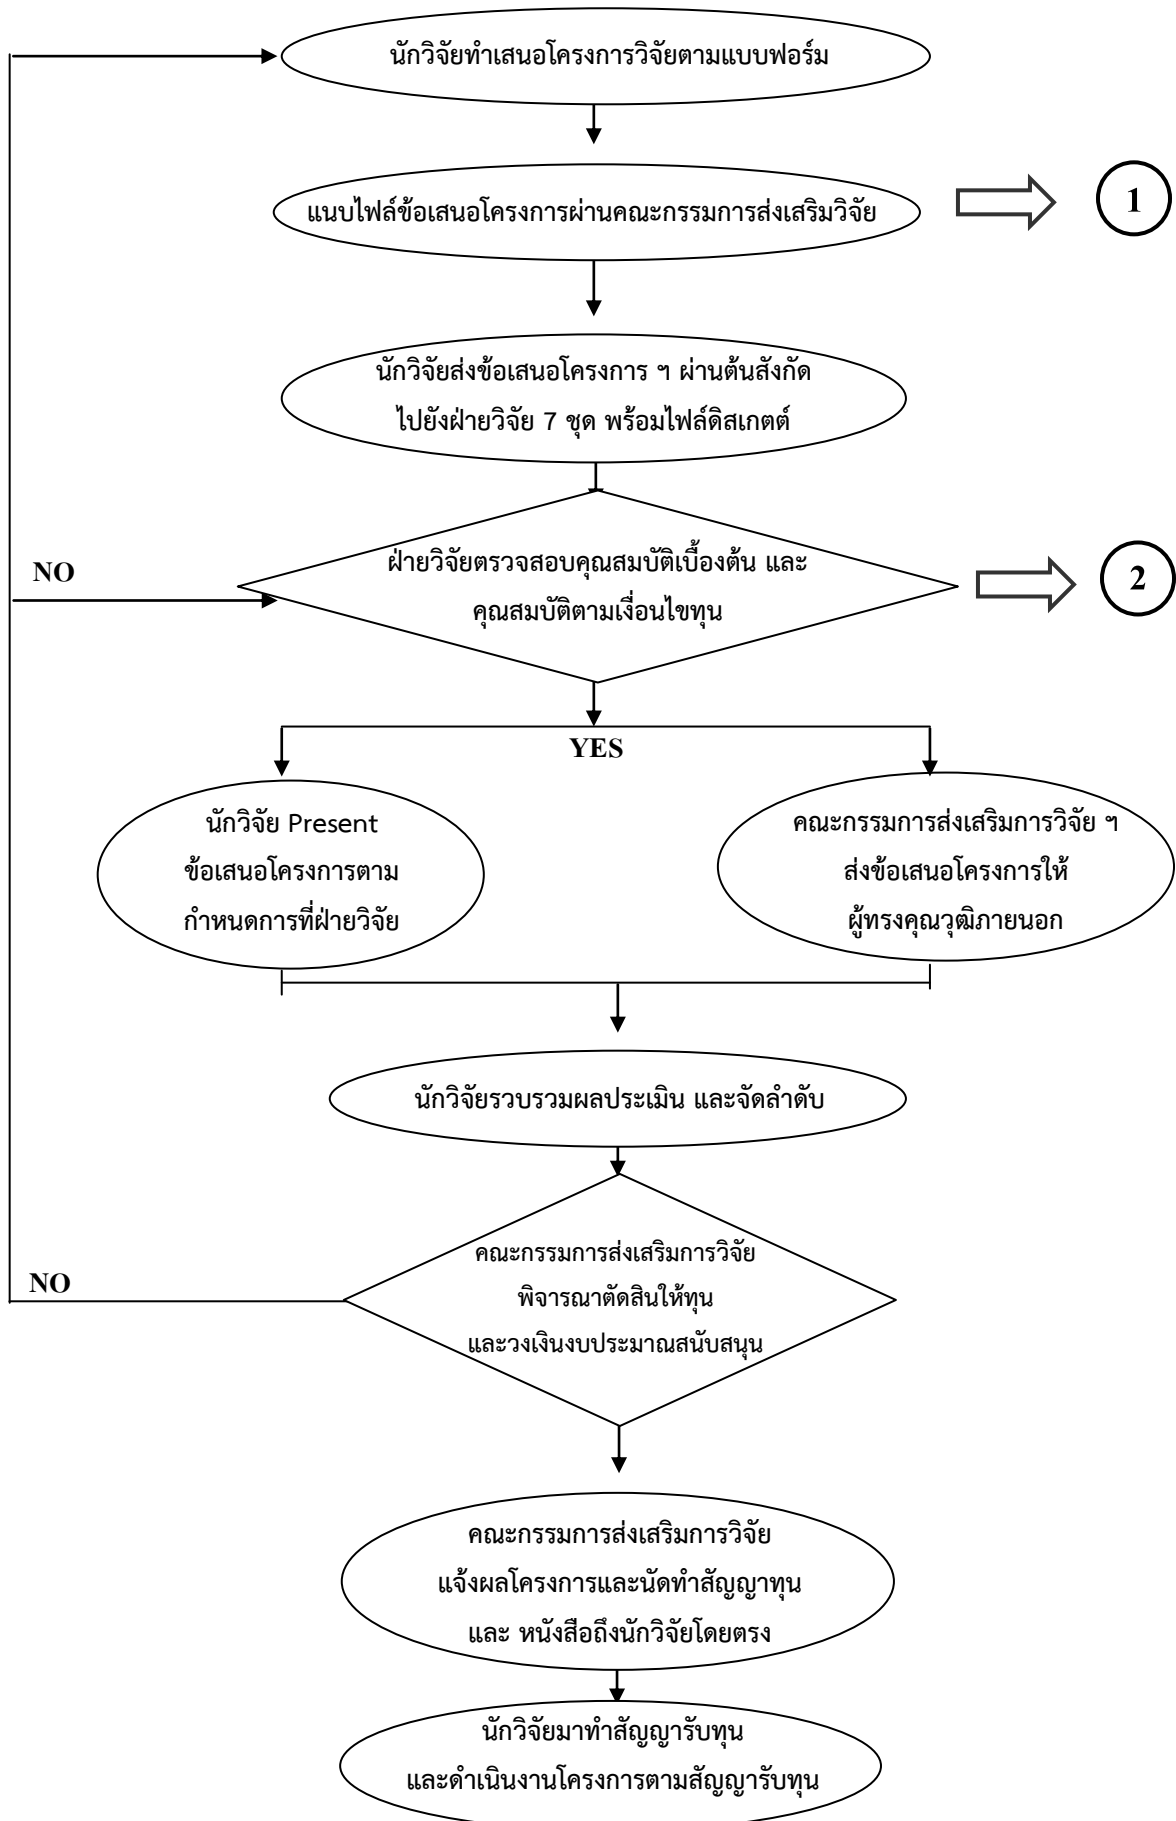 นักวิจัยทำเสนอโครงการวิจัยตามแบบฟอร์ม
แนบไฟล์ข้อเสนอโครงการผ่านคณะกรรมการส่งเสริมวิจัย
1
นักวิจัยส่งข้อเสนอโครงการ ฯ ผ่านต้นสังกัด
ไปยังฝ่ายวิจัย 7 ชุด พร้อมไฟล์ดิสเกตต์
NO
ฝ่ายวิจัยตรวจสอบคุณสมบัติเบื้องต้น และ
คุณสมบัติตามเงื่อนไขทุน
2
YES
นักวิจัย Present
ข้อเสนอโครงการตาม
กำหนดการที่ฝ่ายวิจัย
คณะกรรมการส่งเสริมการวิจัย ฯ
ส่งข้อเสนอโครงการให้
ผู้ทรงคุณวุฒิภายนอก
นักวิจัยรวบรวมผลประเมิน และจัดลำดับ
NO
คณะกรรมการส่งเสริมการวิจัย
พิจารณาตัดสินให้ทุน
และวงเงินงบประมาณสนับสนุน
คณะกรรมการส่งเสริมการวิจัย
แจ้งผลโครงการและนัดทำสัญญาทุน
และ หนังสือถึงนักวิจัยโดยตรง
นักวิจัยมาทำสัญญารับทุน
และดำเนินงานโครงการตามสัญญารับทุน